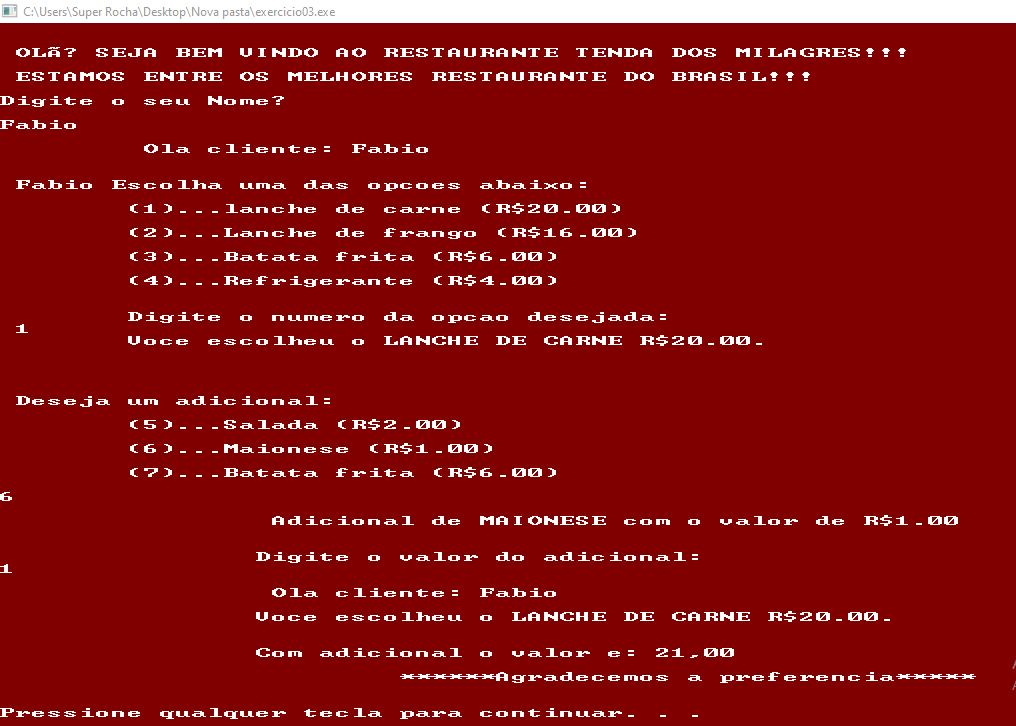 C:\Users\Super Rocha\Desktop\Nova pasta\exercicio03.exe
OLã? SEJA BEM VINDO AO RESTAURANTE TENDA DOS MILAGRES!!!
ESTAMOS ENTRE OS MELHORES RESTAURANTE DO BRASIL!!!
Digite o seu Nome?
Fabio
Ola cliente: Fabio
Fabio Escolha uma das opcoes abaixo:
(1)...lanche de carne (R$20.00)
(2)...Lanche de frango (R$16.00)
(3)...Batata frita (R$6.00)
(4)...Refrigerante (R$4.00)
Digite o numero da opcao desejada:
1
Voce escolheu o LANCHE DE CARNE R$20.00.
Deseja um adicional:
(5)...Salada (R$2.00)
(6)...Maionese (R$1.00)
(7)...Batata frita (R$6.00)
6
Adicional de MAIONESE com o valor de R$1.00
Digite o valor do adicional:
1
Ola cliente: Fabio
Voce escolheu o LANCHE DE CARNE R$20.00.
Com adicional o valor e: 21,00
******Agradecemos a preferencia*****
Pressione qualquer tecla para continuar. . .